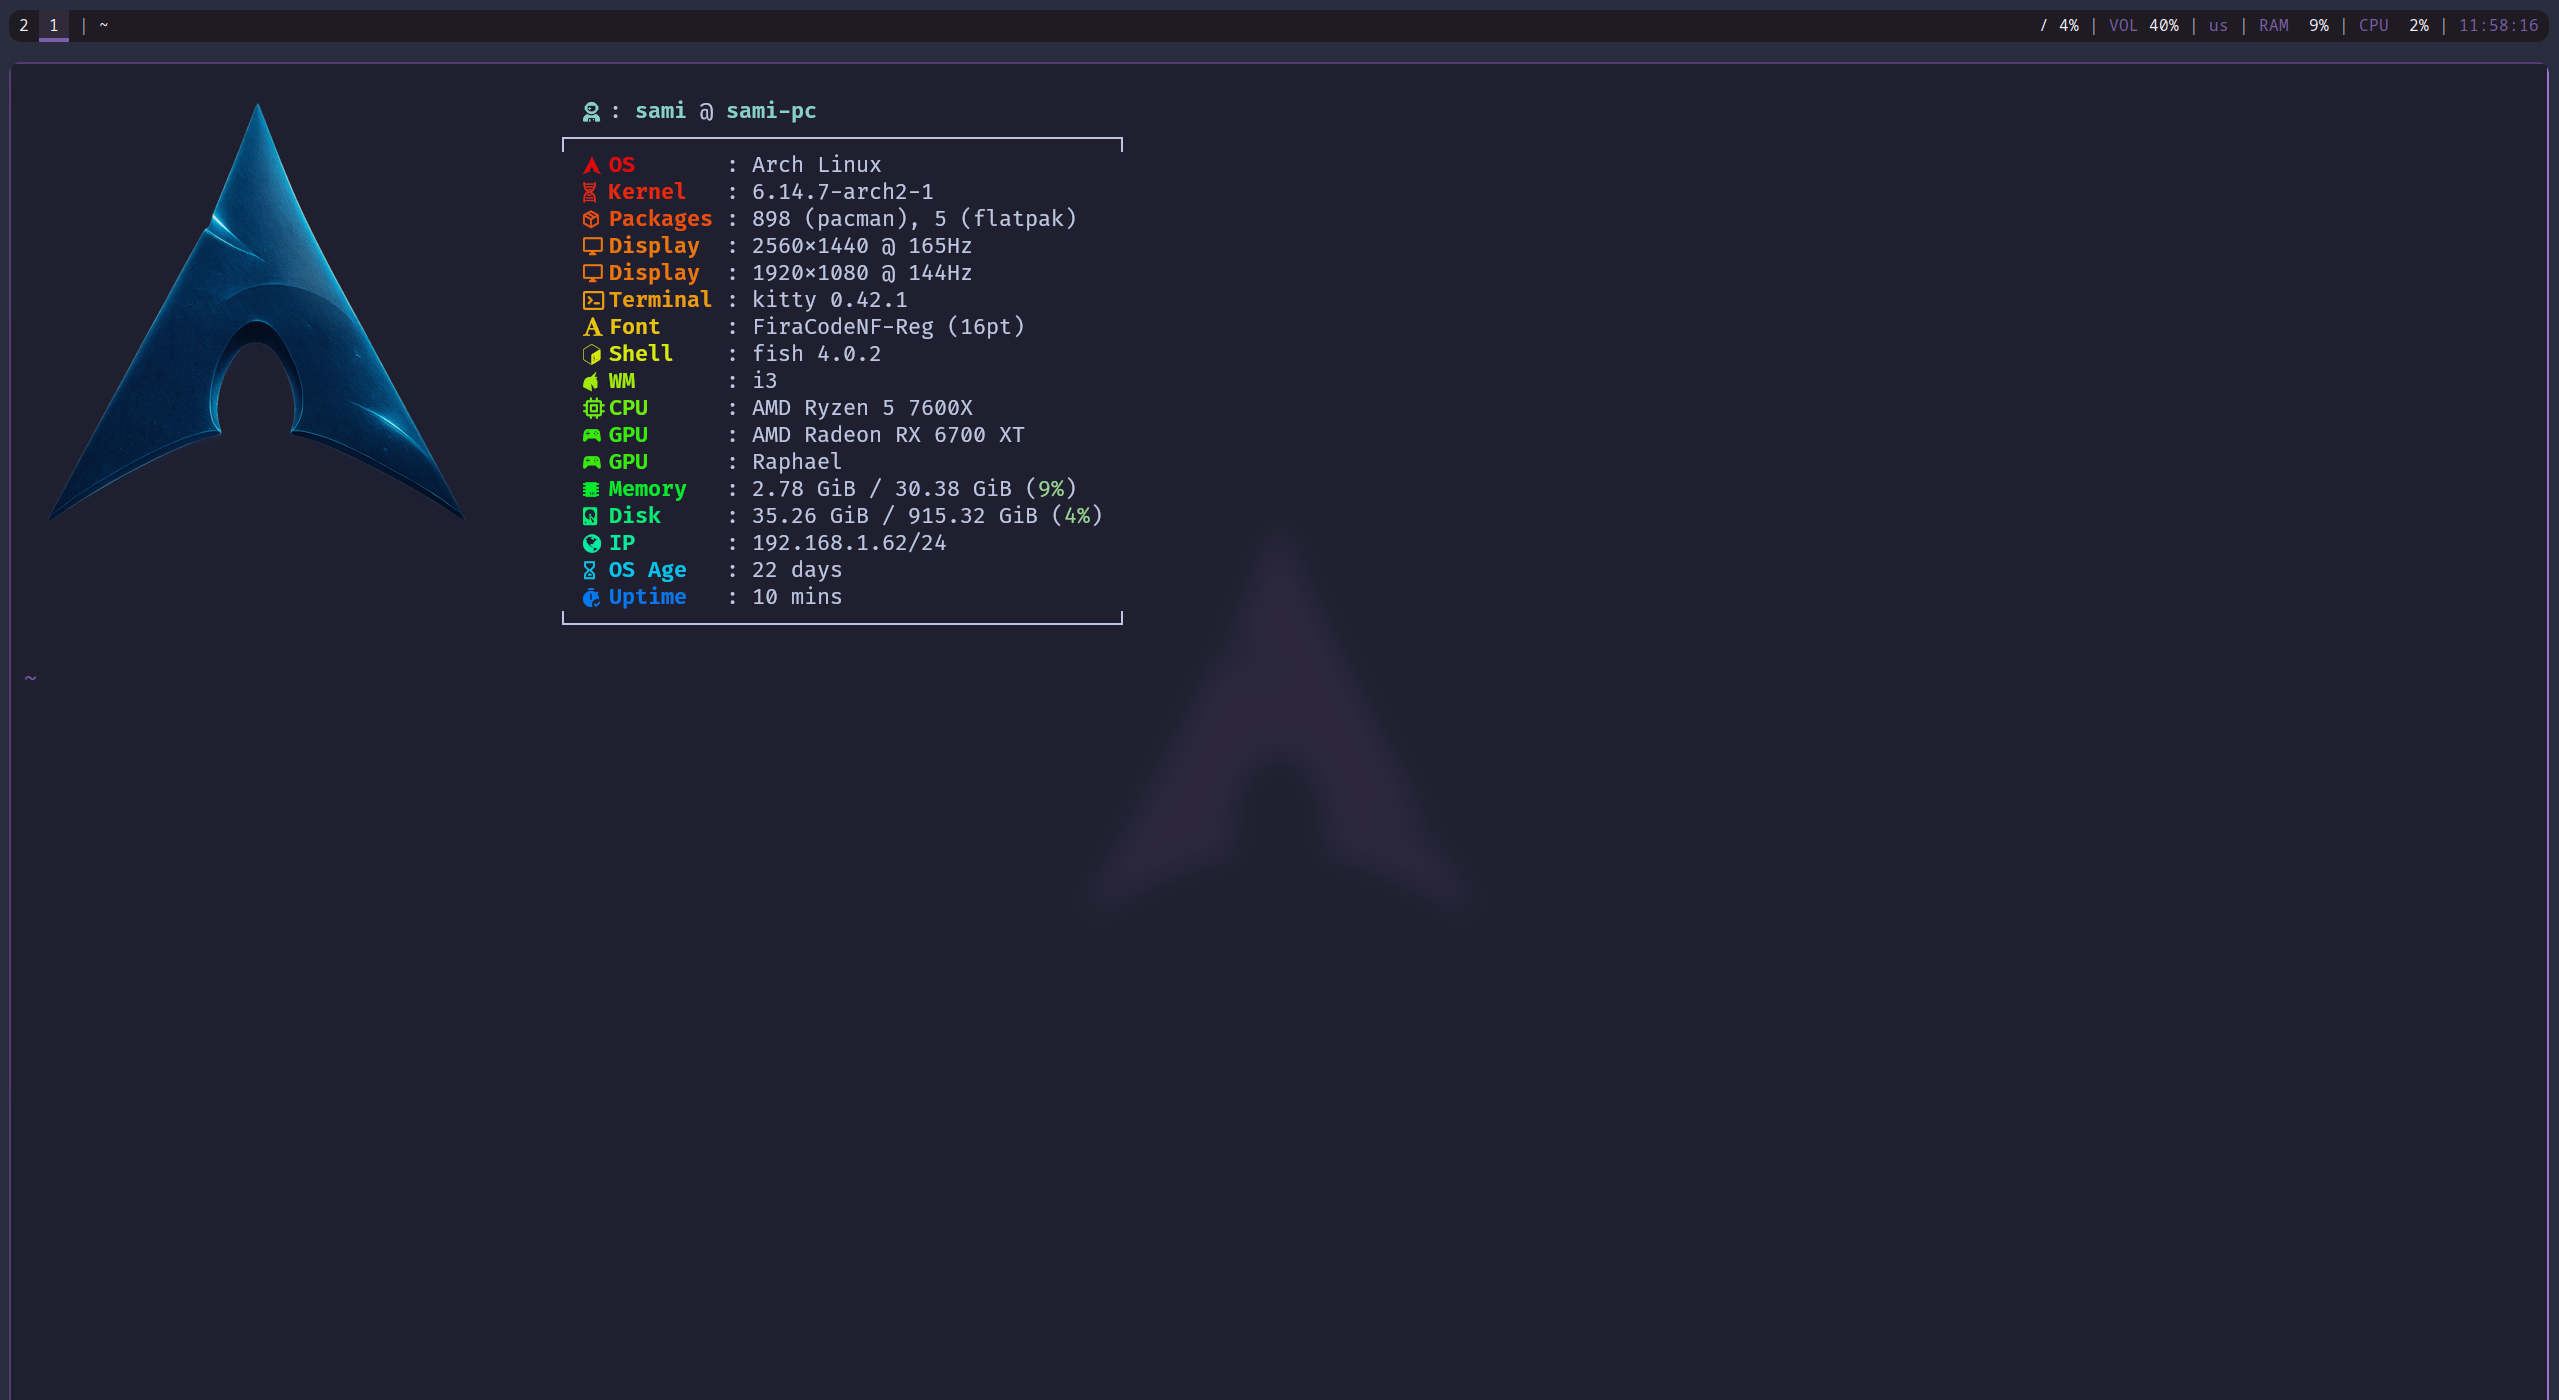 2 1 | ~ / 4% | VOL 40% | us | RAM 9% | CPU 2% | 11:58:16
: sami @ sami-pc
OS : Arch Linux
Kernel : 6.14.7-arch2-1
Packages : 898 (pacman), 5 (flatpak)
Display : 2560×1440 @ 165Hz
Display : 1920×1080 @ 144Hz
Terminal : kitty 0.42.1
Font : FiraCodeNF-Reg (16pt)
Shell : fish 4.0.2
WM : i3
CPU : AMD Ryzen 5 7600X
GPU : AMD Radeon RX 6700 XT
GPU : Raphael
Memory : 2.78 GiB / 30.38 GiB (9%)
Disk : 35.26 GiB / 915.32 GiB (4%)
IP : 192.168.1.62/24
OS Age : 22 days
Uptime : 10 mins
~